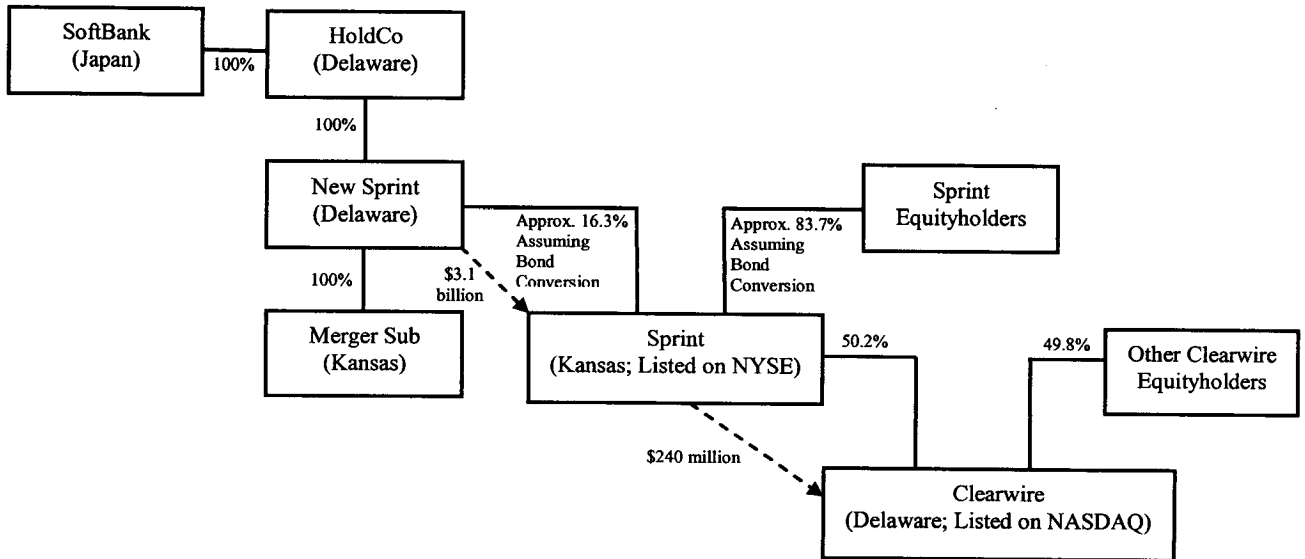 SoftBank
(Japan)
100%
HoldCo
(Delaware)
100%
New Sprint
(Delaware)
Approx. 16.3%
Assuming
Bond
Conversion
Approx. 83.7%
Assuming
Bond
Conversion
Sprint
Equityholders
100%
$3.1
billion
Merger Sub
(Kansas)
Sprint
(Kansas; Listed on NYSE)
50.2%
49.8%
Other Clearwire
Equityholders
$240 million
Clearwire
(Delaware; Listed on NASDAQ)